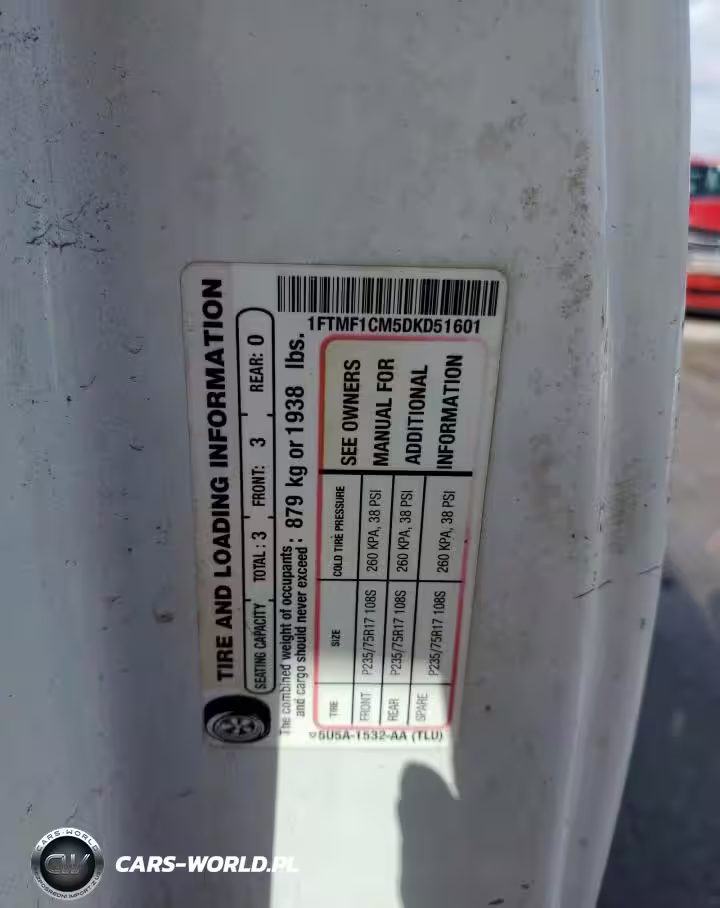 TIRE AND LOADING INFORMATION
SEATING CAPACITY TOTAL: 3 FRONT: 3 REAR: 0
The combined weight of occupants
and cargo should never exceed : 879 kg or 1938 lbs.
TIRE SIZE COLD TIRE PRESSURE
FRONT P235/75R17 108S 260 KPA, 38 PSI
REAR P235/75R17 108S 260 KPA, 38 PSI
SPARE P235/75R17 108S 260 KPA, 38 PSI
SEE OWNERS
MANUAL FOR
ADDITIONAL
INFORMATION
5U5A-1532-AA (TLU)
1FTMF1CM5DKD51601
CARS-WORLD
CW
CARS-WORLD.PL